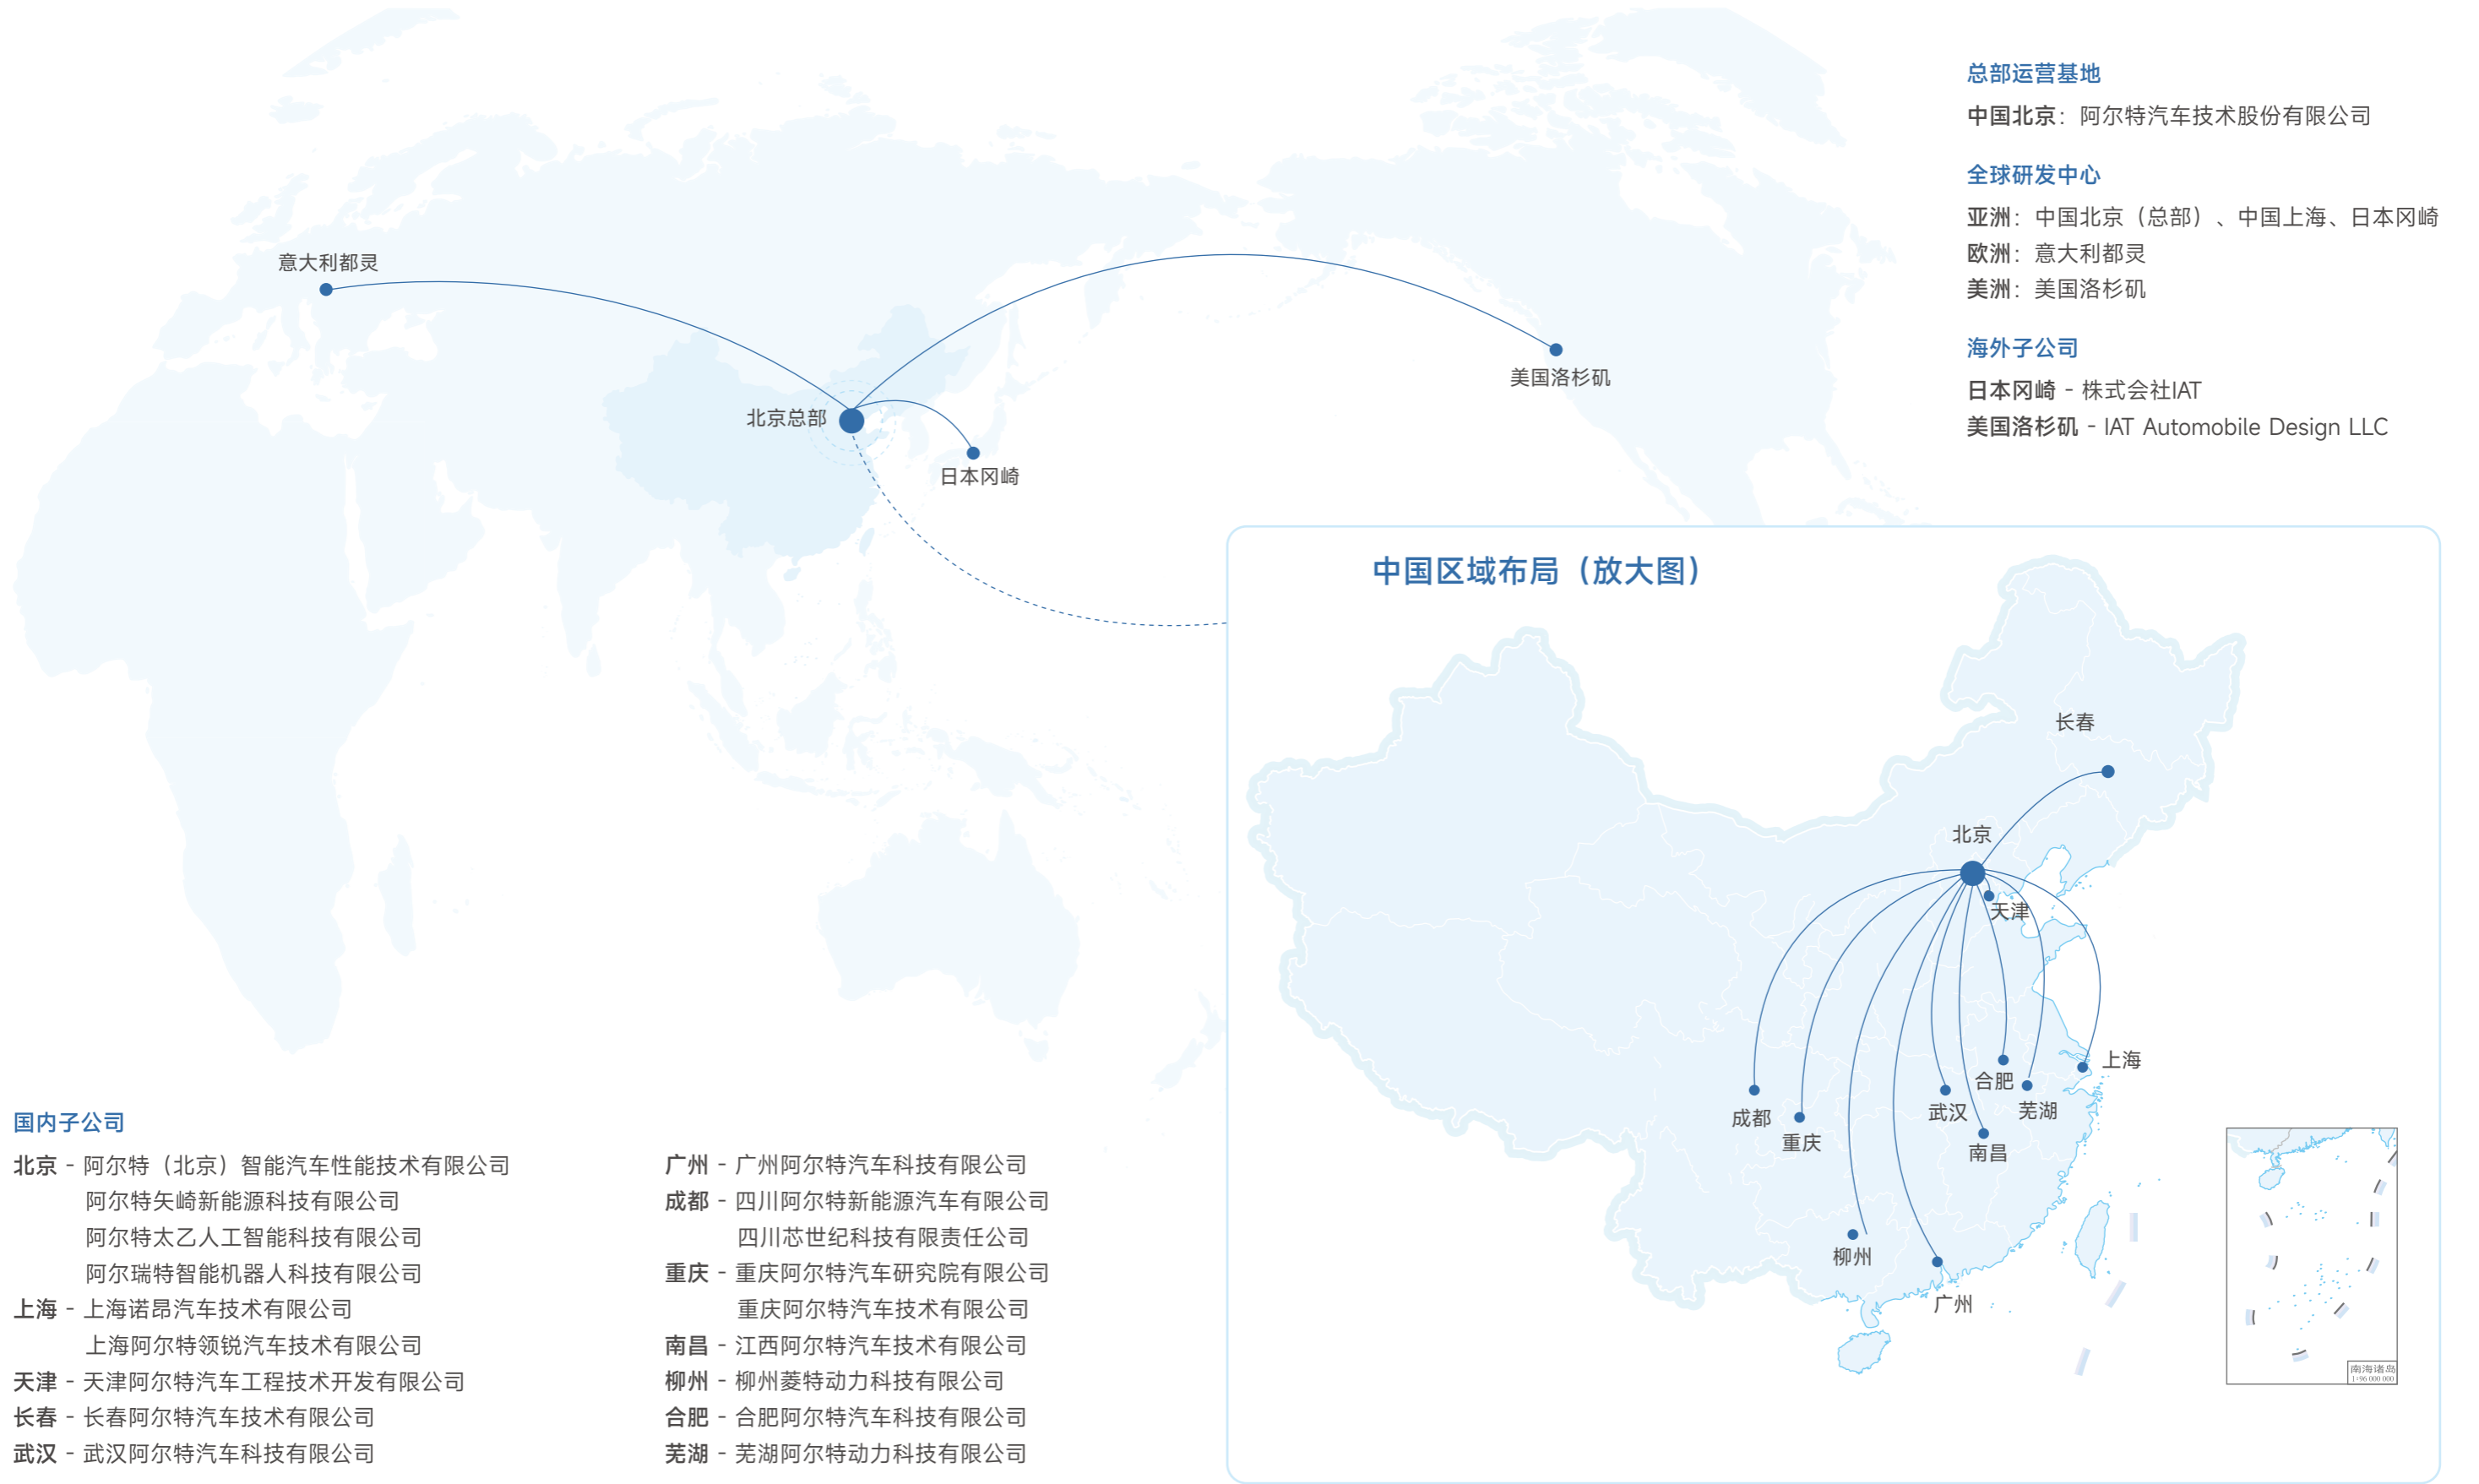 总部运营基地
中国北京：阿尔特汽车技术股份有限公司
全球研发中心
亚洲：中国北京（总部）、中国上海、日本冈崎
欧洲：意大利都灵
美洲：美国洛杉矶
海外子公司
日本冈崎 - 株式会社IAT
美国洛杉矶 - IAT Automobile Design LLC
意大利都灵
北京总部
日本冈崎
美国洛杉矶
中国区域布局（放大图）
长春
北京
天津
上海
合肥
芜湖
武汉
成都
重庆
南昌
柳州
广州
南海诸岛
1:96 000 000
国内子公司
北京 - 阿尔特（北京）智能汽车性能技术有限公司
阿尔特矢崎新能源科技有限公司
阿尔特太乙人工智能科技有限公司
阿尔瑞特智能机器人科技有限公司
上海 - 上海诺昂汽车技术有限公司
上海阿尔特领锐汽车技术有限公司
天津 - 天津阿尔特汽车工程技术开发有限公司
长春 - 长春阿尔特汽车技术有限公司
武汉 - 武汉阿尔特汽车科技有限公司
广州 - 广州阿尔特汽车科技有限公司
成都 - 四川阿尔特新能源汽车有限公司
四川芯世纪科技有限责任公司
重庆 - 重庆阿尔特汽车研究院有限公司
重庆阿尔特汽车技术有限公司
南昌 - 江西阿尔特汽车技术有限公司
柳州 - 柳州菱特动力科技有限公司
合肥 - 合肥阿尔特汽车科技有限公司
芜湖 - 芜湖阿尔特动力科技有限公司